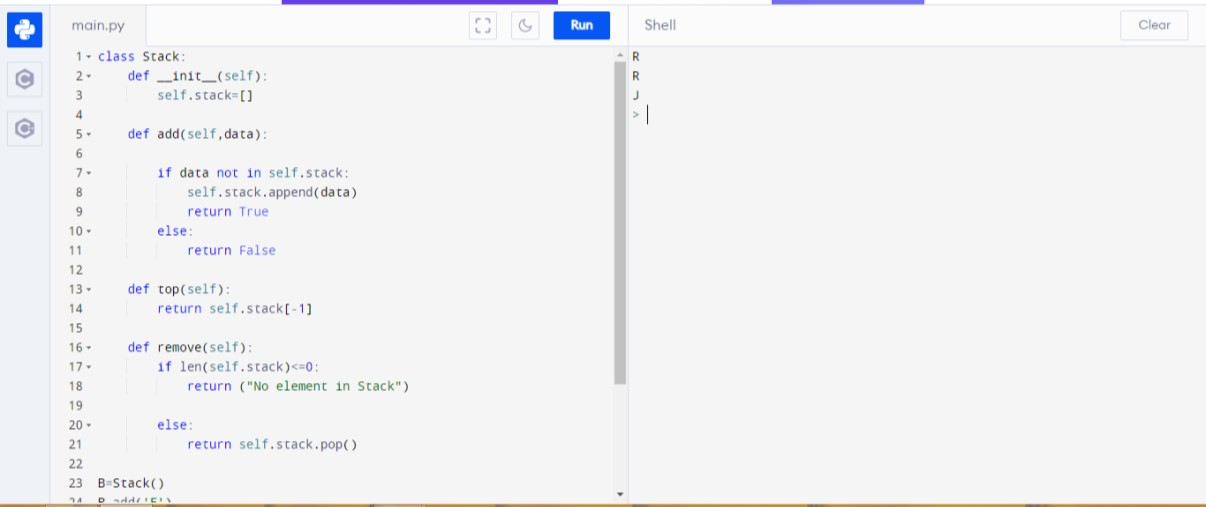 main.py
Run
Shell
Clear
1 class Stack:
2 def __init__(self):
3 self.stack=[]
4
5 def add(self,data):
6
7 if data not in self.stack:
8 self.stack.append(data)
9 return True
10 else:
11 return False
12
13 def top(self):
14 return self.stack[-1]
15
16 def remove(self):
17 if len(self.stack)<=0:
18 return ("No element in Stack")
19
20 else:
21 return self.stack.pop()
22
23 B=Stack()
R
R
J
>